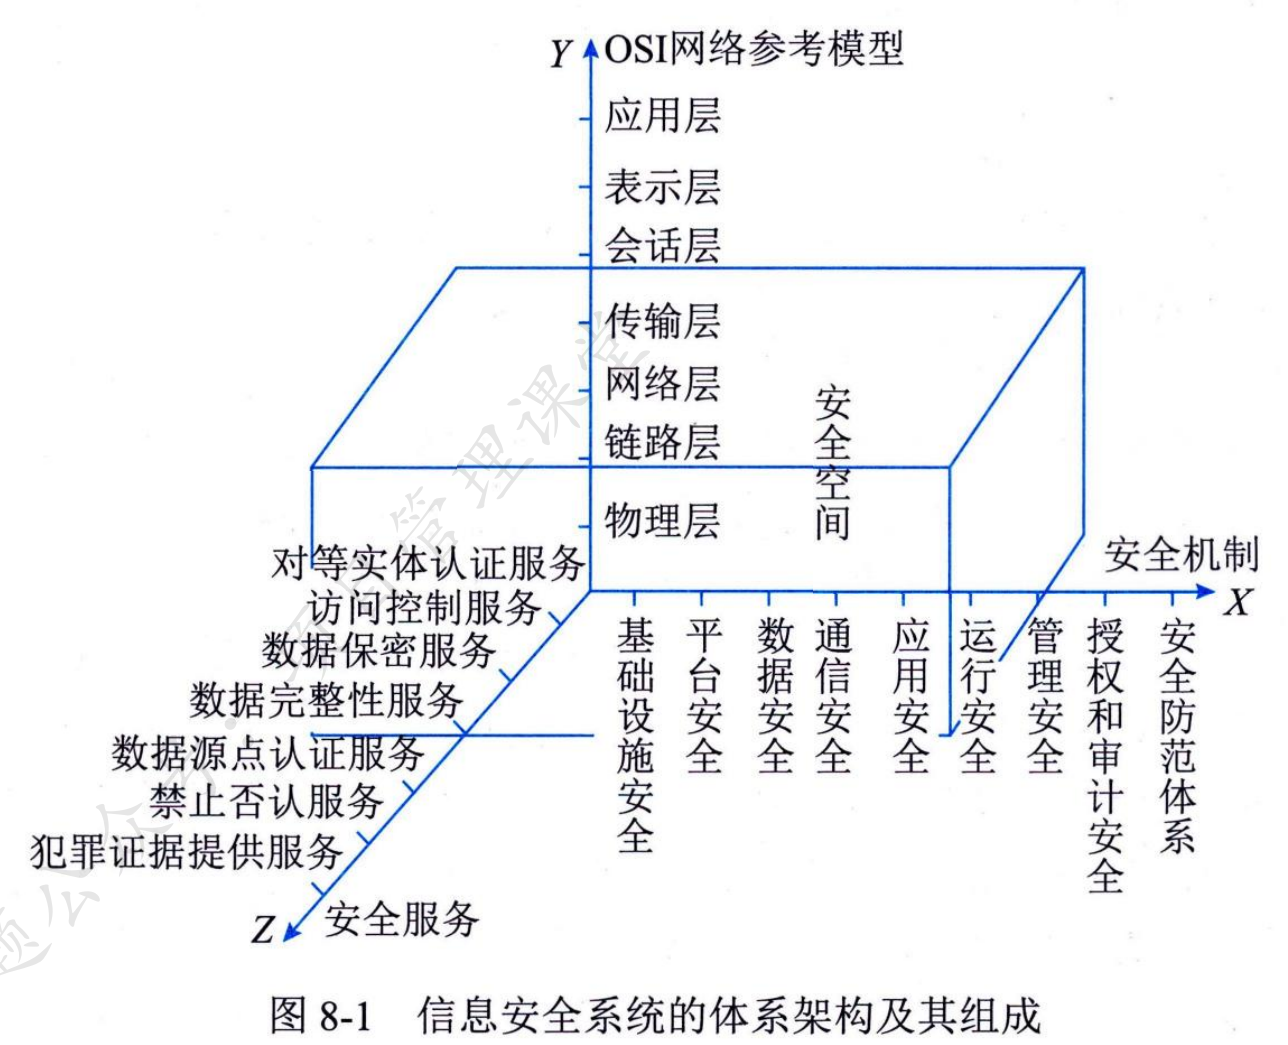 Y
OSI网络参考模型
应用层
表示层
会话层
传输层
网络层
链路层
物理层
安全空间
对等实体认证服务
访问控制服务
数据保密服务
数据完整性服务
数据源点认证服务
禁止否认服务
犯罪证据提供服务
Z
安全服务
安全机制
X
基础设施安全
平台安全
数据安全
通信安全
应用安全
运行安全
管理安全
授权和审计安全
安全防范体系
图 8-1 信息安全系统的体系架构及其组成